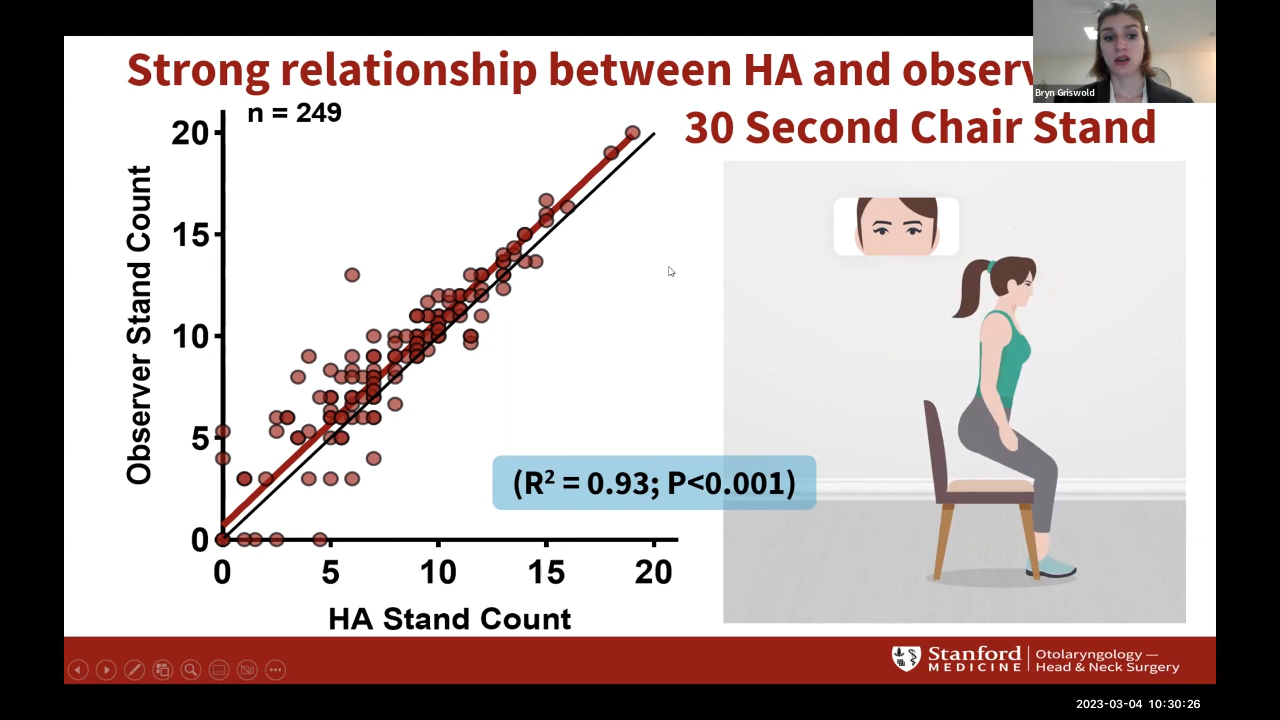 Strong relationship between HA and observ
Bryn Griswold
n = 249
30 Second Chair Stand
20
15
10
5
0
Observer Stand Count
0 5 10 15 20
HA Stand Count
(R² = 0.93; P<0.001)
Stanford
MEDICINE
Otolaryngology —
Head & Neck Surgery
2023-03-04 10:30:26